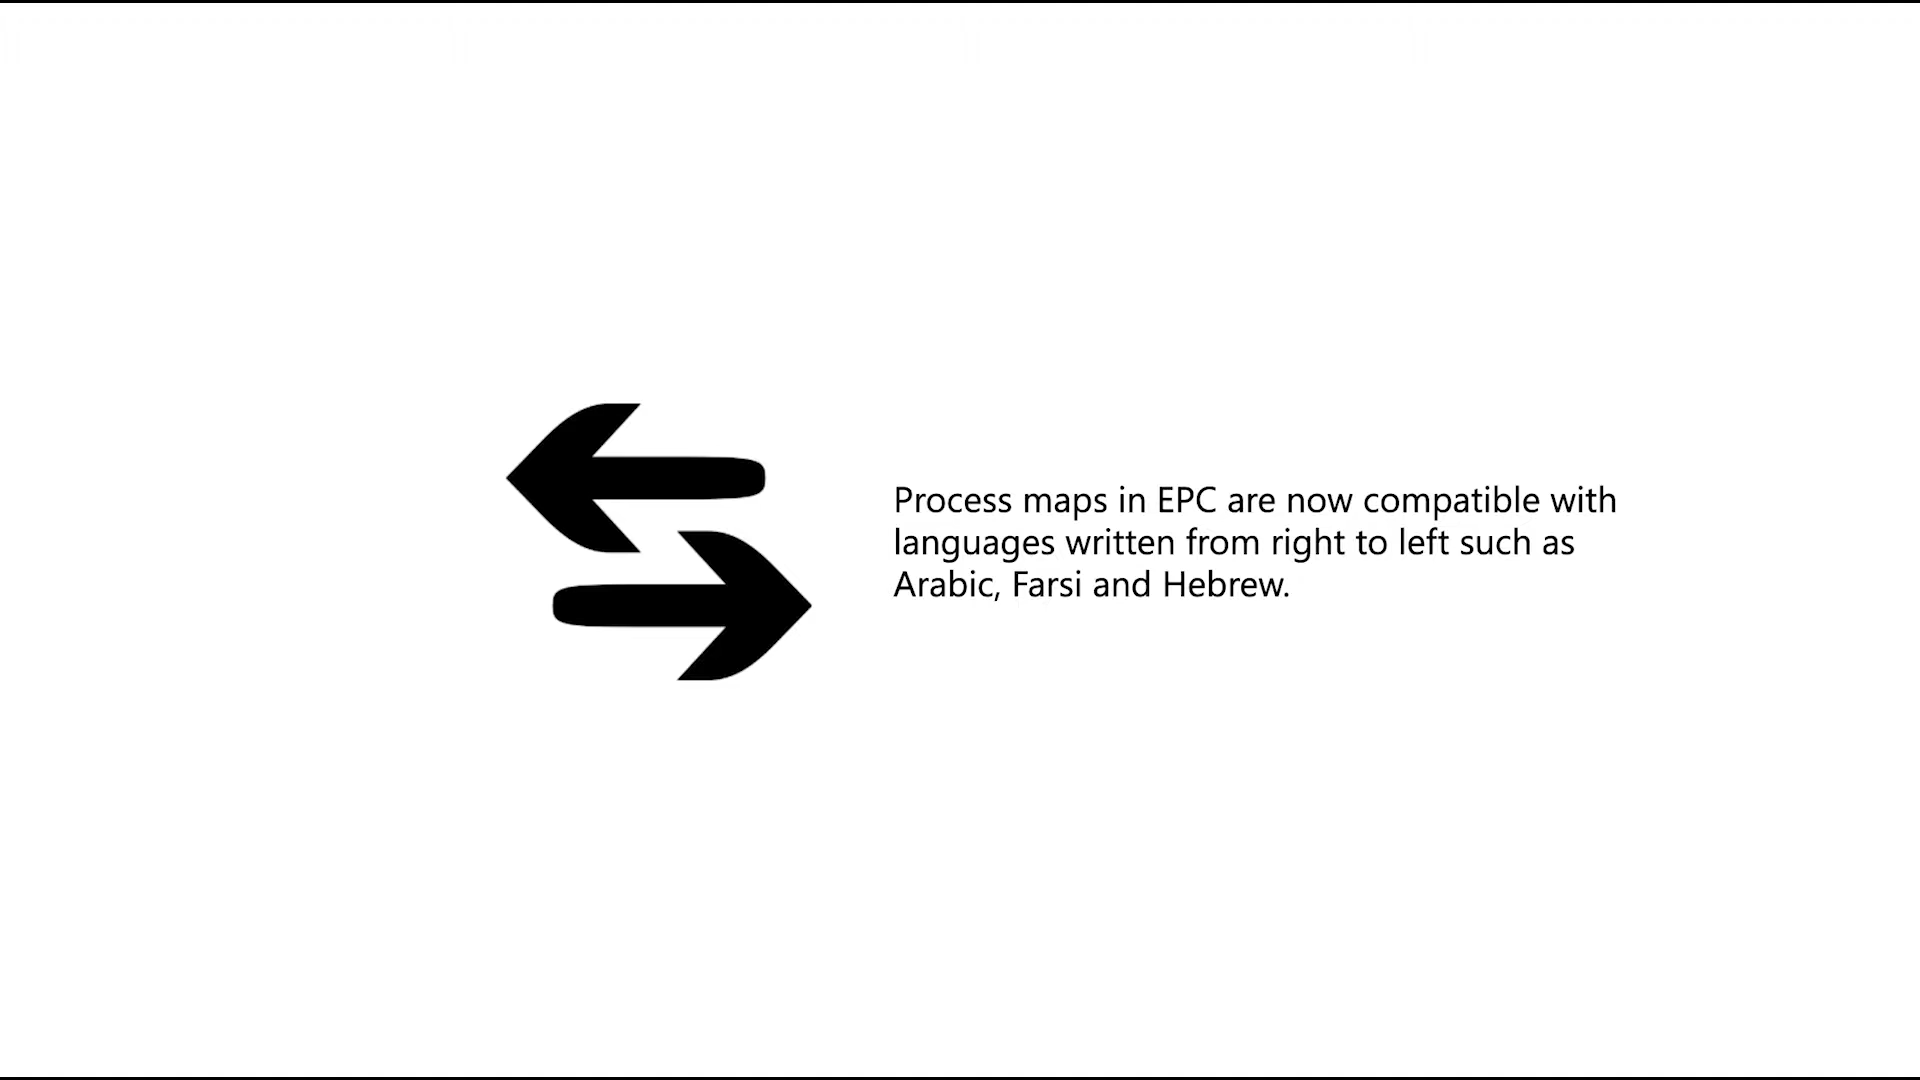 Process maps in EPC are now compatible with
languages written from right to left such as
Arabic, Farsi and Hebrew.